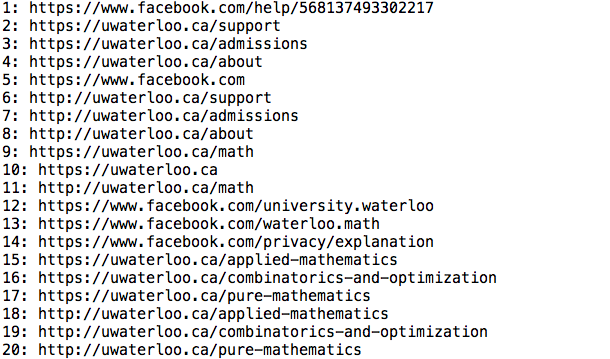 1: https://www.facebook.com/help/568137493302217
2: https://uwaterloo.ca/support
3: https://uwaterloo.ca/admissions
4: https://uwaterloo.ca/about
5: https://www.facebook.com
6: http://uwaterloo.ca/support
7: http://uwaterloo.ca/admissions
8: http://uwaterloo.ca/about
9: https://uwaterloo.ca/math
10: https://uwaterloo.ca
11: http://uwaterloo.ca/math
12: https://www.facebook.com/university.waterloo
13: https://www.facebook.com/waterloo.math
14: https://www.facebook.com/privacy/explanation
15: https://uwaterloo.ca/applied-mathematics
16: https://uwaterloo.ca/combinatorics-and-optimization
17: https://uwaterloo.ca/pure-mathematics
18: http://uwaterloo.ca/applied-mathematics
19: http://uwaterloo.ca/combinatorics-and-optimization
20: http://uwaterloo.ca/pure-mathematics